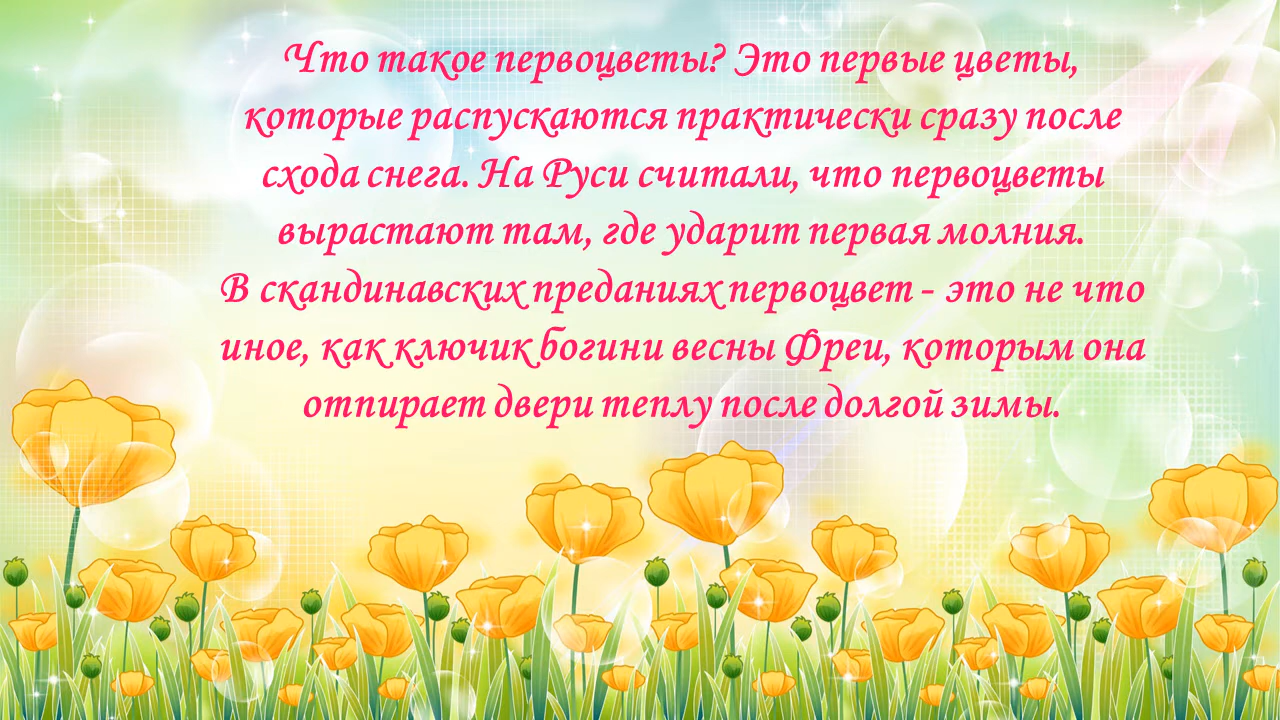 Что такое первоцветы? Это первые цветы,
которые распускаются практически сразу после
схода снега. На Руси считали, что первоцветы
вырастают там, где ударит первая молния.
В скандинавских преданиях первоцвет - это не что
иное, как ключик богини весны Фреи, которым она
отпирает двери теплу после долгой зимы.